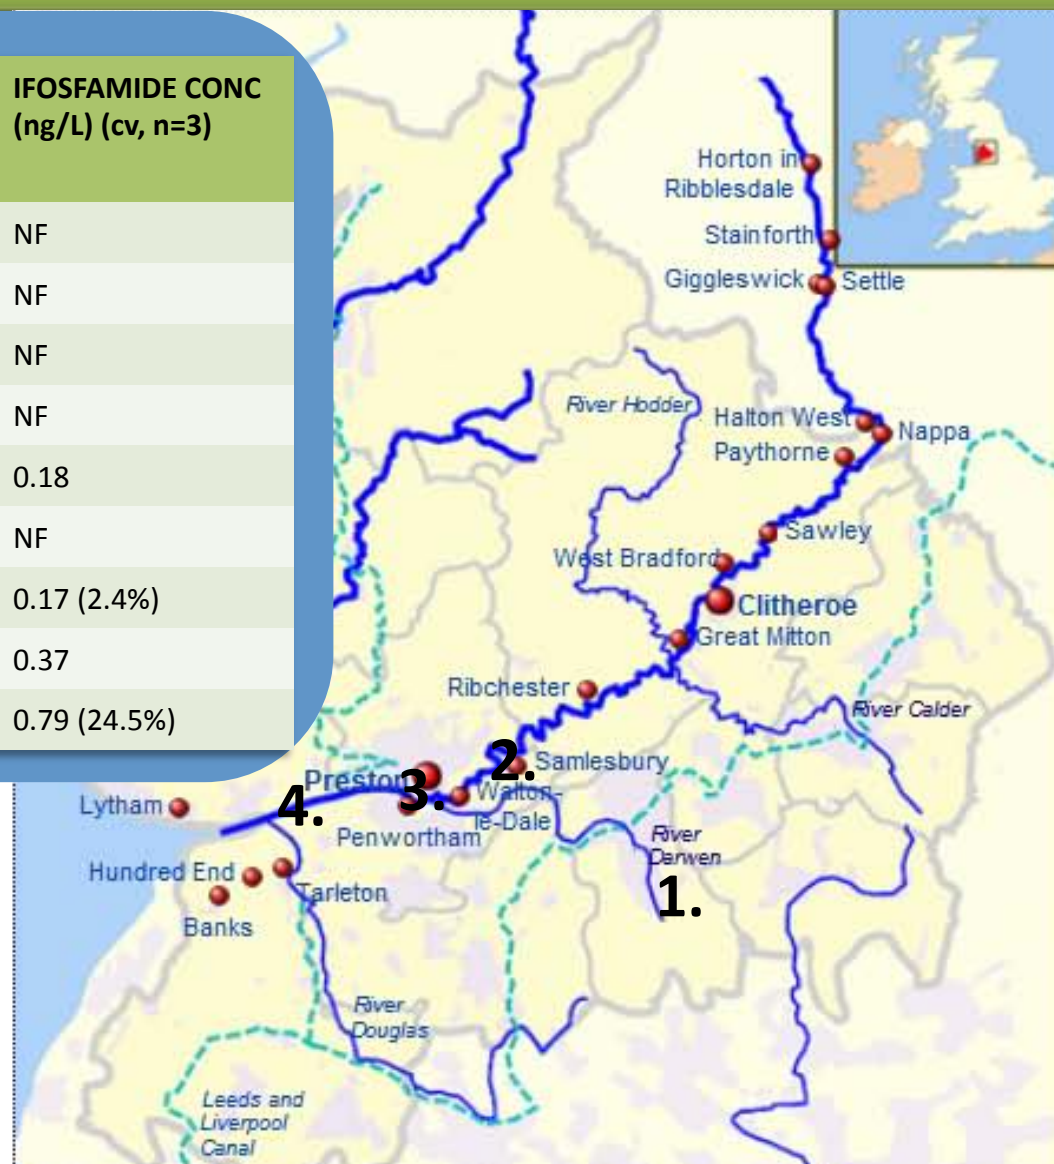 IFOSFAMIDE CONC
(ng/L) (cv, n=3)
NF
NF
NF
NF
0.18
NF
0.17 (2.4%)
0.37
0.79 (24.5%)
Horton in
Ribblesdale
Stainforth
Giggleswick
Settle
River Hodder
Halton West
Nappa
Paythorne
Sawley
West Bradford
Clitheroe
Great Mitton
Ribchester
River Calder
2.
Samlesbury
Preston
3.
Walton-
le-Dale
Lytham
4.
Penwortham
River
Darwen
1.
Hundred End
Tarleton
Banks
River
Douglas
Leeds and
Liverpool
Canal